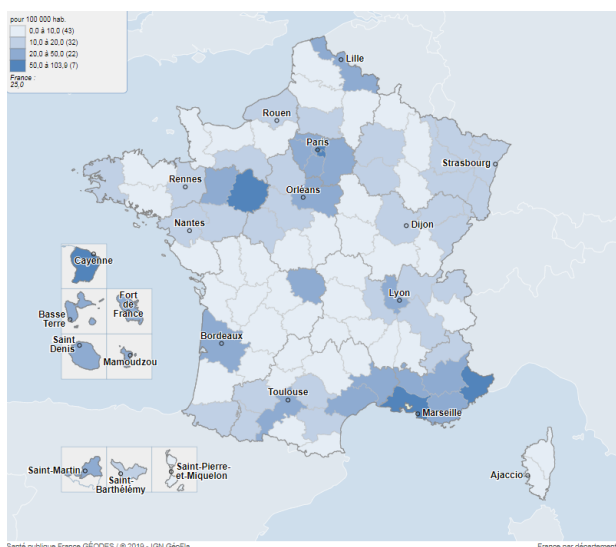 pour 100 000 hab.
0,0 à 10,0 (43)
10,0 à 20,0 (32)
20,0 à 50,0 (22)
50,0 à 103,9 (7)
France :
25,0
Lille
Rouen
Paris
Strasbourg
Rennes
Orléans
Nantes
Dijon
Cayenne
Lyon
Basse
Terre
Fort
de
France
Saint
Denis
Mamoudzou
Bordeaux
Toulouse
Marseille
Saint-Martin
Saint-
Barthélémy
Saint-Pierre-
et-Miquelon
Ajaccio
Santé publique France GÉODES / © 2019 - IGN GéoFla
France par département